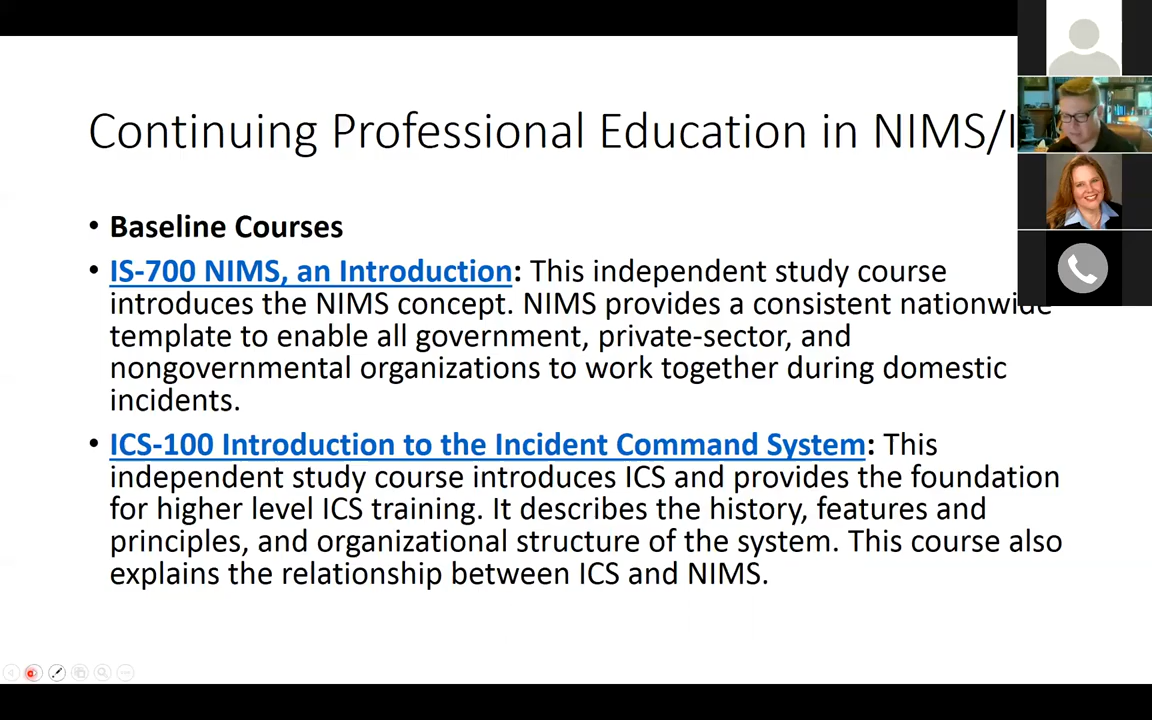 Continuing Professional Education in NIMS/
• Baseline Courses
• IS-700 NIMS, an Introduction: This independent study course
introduces the NIMS concept. NIMS provides a consistent nationwide
template to enable all government, private-sector, and
nongovernmental organizations to work together during domestic
incidents.
• ICS-100 Introduction to the Incident Command System: This
independent study course introduces ICS and provides the foundation
for higher level ICS training. It describes the history, features and
principles, and organizational structure of the system. This course also
explains the relationship between ICS and NIMS.